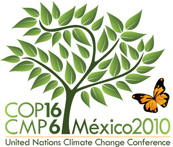 COP16
CMP6 México2010
United Nations Climate Change Conference